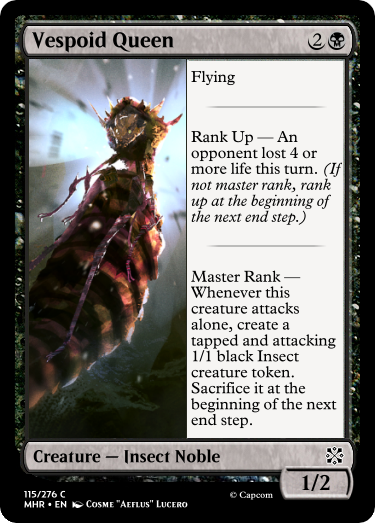 Vespoid Queen 2
Flying
Rank Up — An
opponent lost 4 or
more life this turn. (If
not master rank, rank
up at the beginning of
the next end step.)
Master Rank —
Whenever this
creature attacks
alone, create a
tapped and attacking
1/1 black Insect
creature token.
Sacrifice it at the
beginning of the next
end step.
Creature — Insect Noble
1/2
115/276 C
MHR • EN Cosme "Aeflus" Lucero
© Capcom